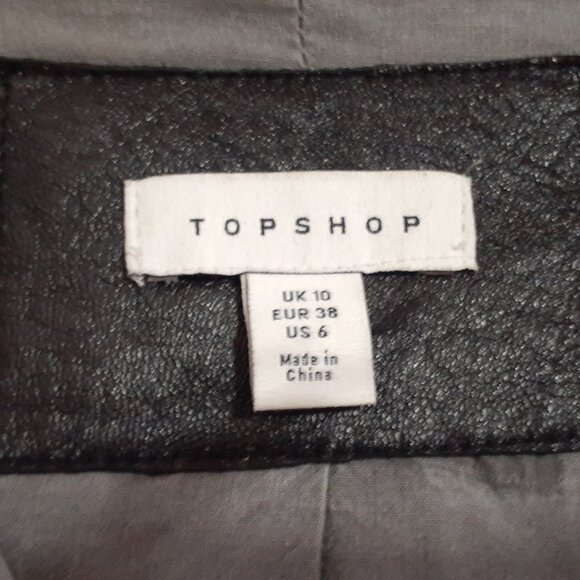 TOPSHOP
UK 10
EUR 38
US 6
Made in
China